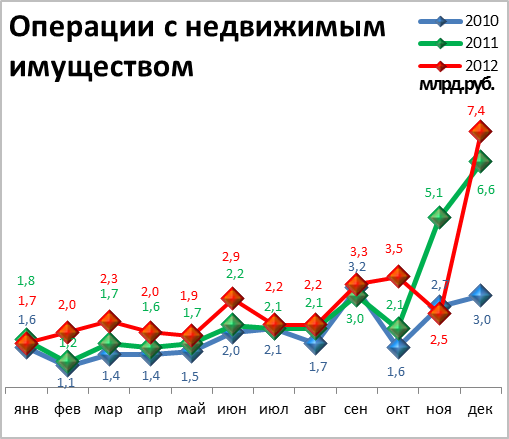 Операции с недвижимым
имуществом
2010
2011
2012
млрд.руб.
7,4
6,6
5,1
3,5
3,3
3,2
2,9
2,7
2,3 2,2 2,2 2,2
2,0 2,0 1,9
1,8 1,7 1,6 1,7 2,1 2,1 2,1
1,7
1,6 1,2 3,0 2,5 3,0
1,1 1,4 1,4 1,5 2,0 2,1 1,7 1,6
янв фев мар апр май июн июл авг сен окт ноя дек